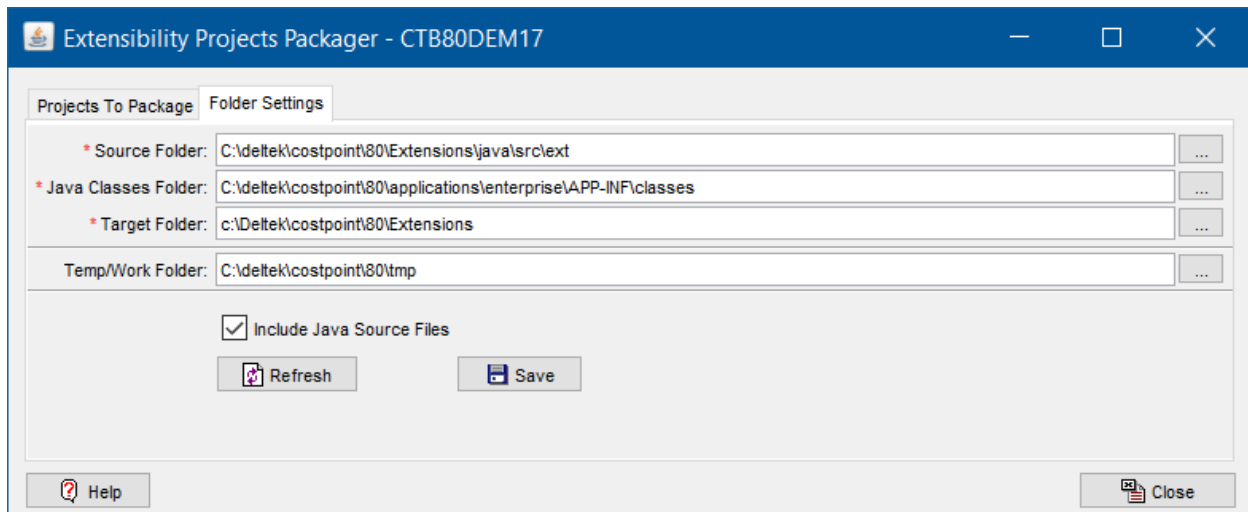 Extensibility Projects Packager - CTB80DEM17
Projects To Package Folder Settings
* Source Folder: C:\deltek\costpoint\80\Extensions\java\src\ext ...
* Java Classes Folder: C:\deltek\costpoint\80\applications\enterprise\APP-INF\classes ...
* Target Folder: c:\Deltek\costpoint\80\Extensions ...
Temp/Work Folder: C:\deltek\costpoint\80\tmp ...
Include Java Source Files
Refresh Save
Help Close